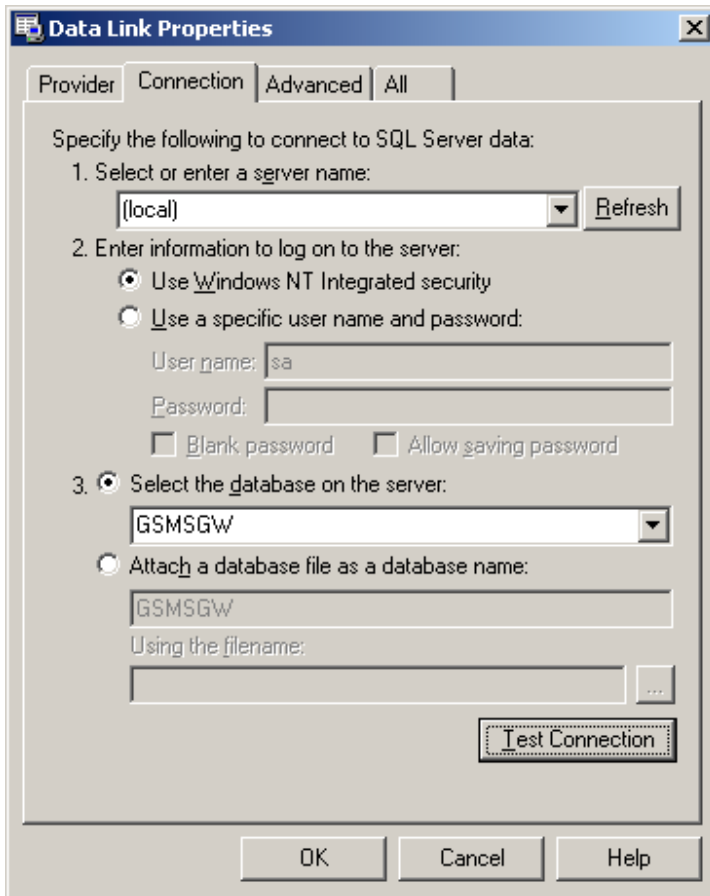 Data Link Properties
Provider Connection Advanced All
Specify the following to connect to SQL Server data:
1. Select or enter a server name:
(local) Refresh
2. Enter information to log on to the server:
Use Windows NT Integrated security
Use a specific user name and password:
User name: sa
Password:
Blank password Allow saving password
3. Select the database on the server:
GSMSGW
Attach a database file as a database name:
GSMSGW
Using the filename:
...
Test Connection
OK Cancel Help